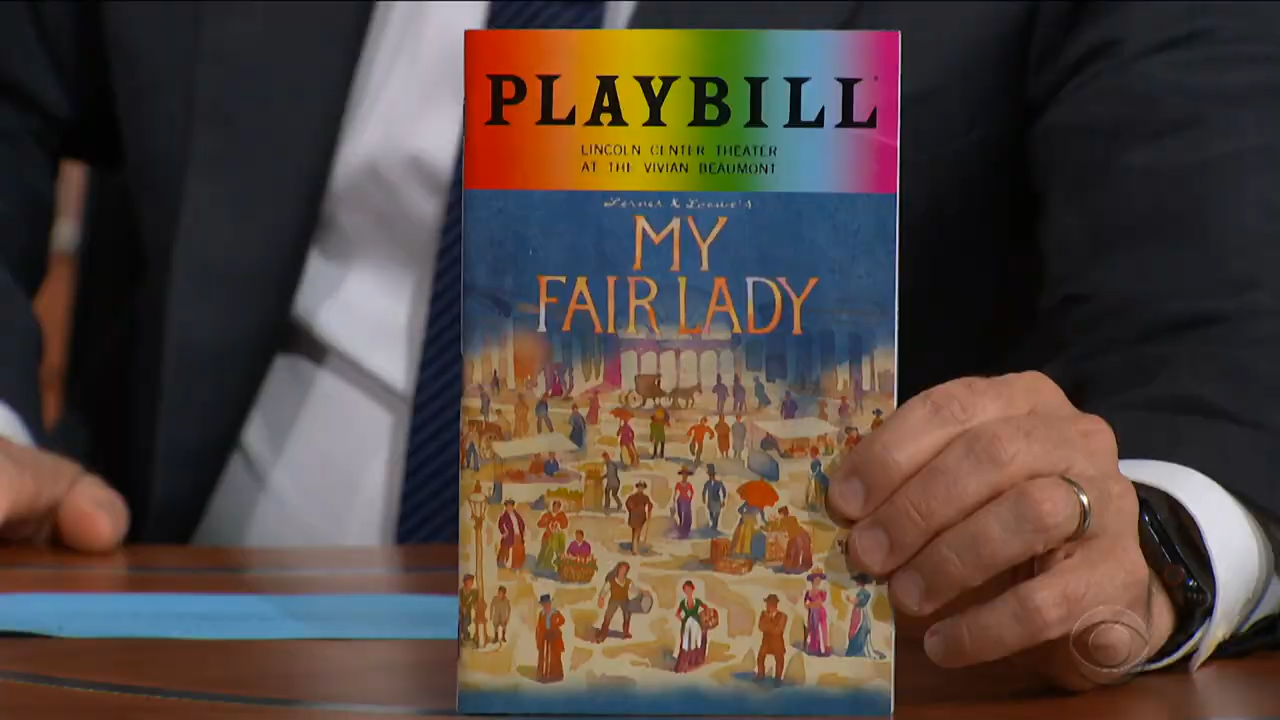 PLAYBILL
LINCOLN CENTER THEATER
AT THE VIVIAN BEAUMONT
Lerner & Loewe's
MY
FAIR LADY